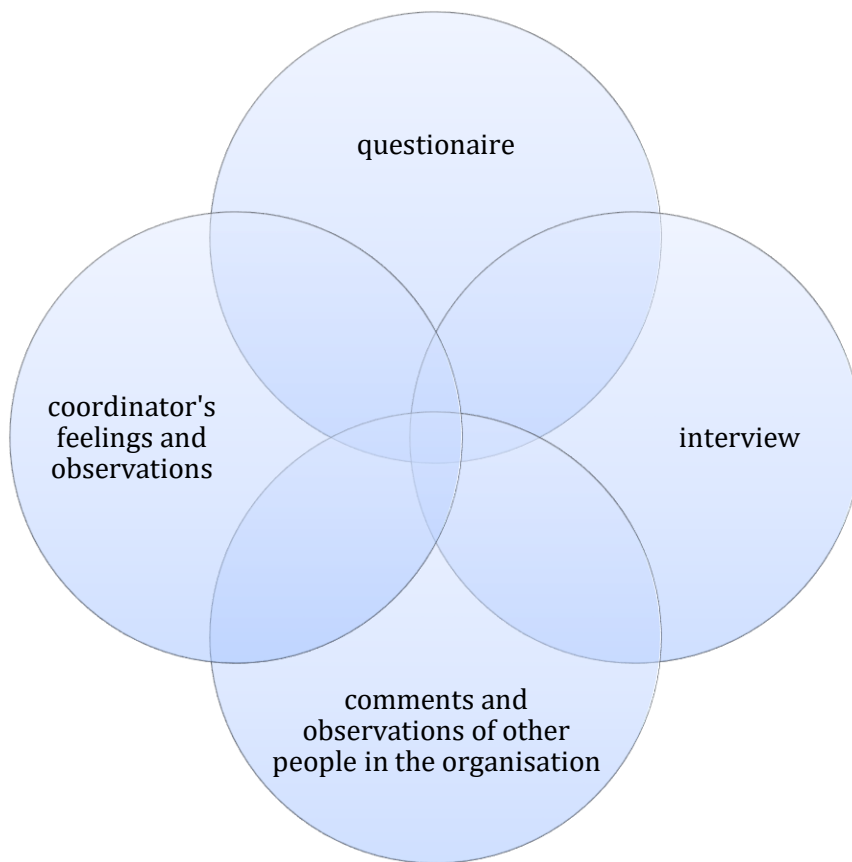 questionaire
coordinator's
feelings and
observations
interview
comments and
observations of other
people in the organisation